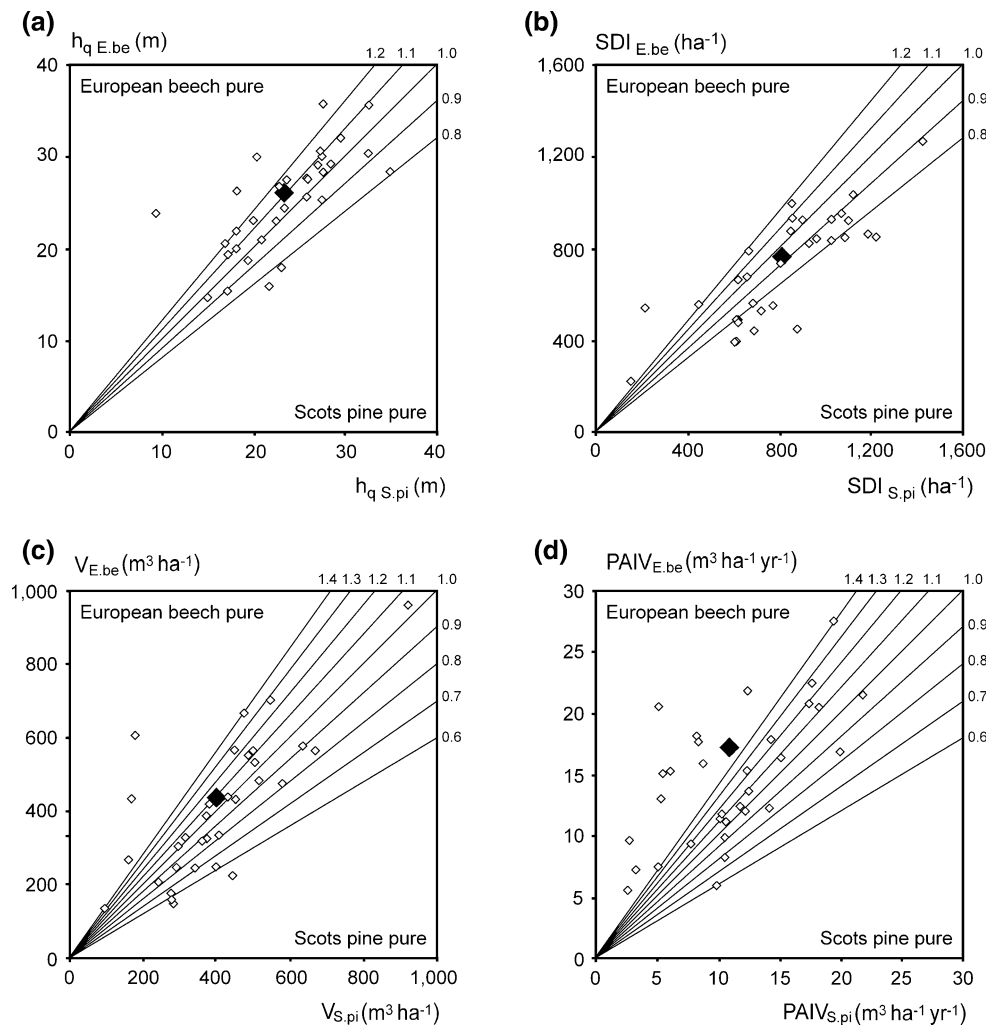 (a)
h q E.be (m)
1.2 1.1 1.0
40
European beech pure
0.9
0.8
30
20
10
Scots pine pure
0
0 10 20 30 40
h q S.pi (m)
(b)
SDI E.be (ha-1)
1.2 1.1 1.0
1,600
European beech pure
0.9
0.8
1,200
800
400
Scots pine pure
0
0 400 800 1,200 1,600
SDI S.pi (ha-1)
(c)
V E.be (m³ ha-1)
1.4 1.3 1.2 1.1 1.0
1,000
European beech pure
0.9
800
0.8
0.7
600
0.6
400
200
Scots pine pure
0
0 200 400 600 800 1,000
V S.pi (m³ ha-1)
(d)
PAIV E.be (m³ ha-1 yr-1)
1.4 1.3 1.2 1.1 1.0
30
European beech pure
0.9
25
0.8
0.7
20
0.6
15
10
5
Scots pine pure
0
0 5 10 15 20 25 30
PAIV S.pi (m³ ha-1 yr-1)